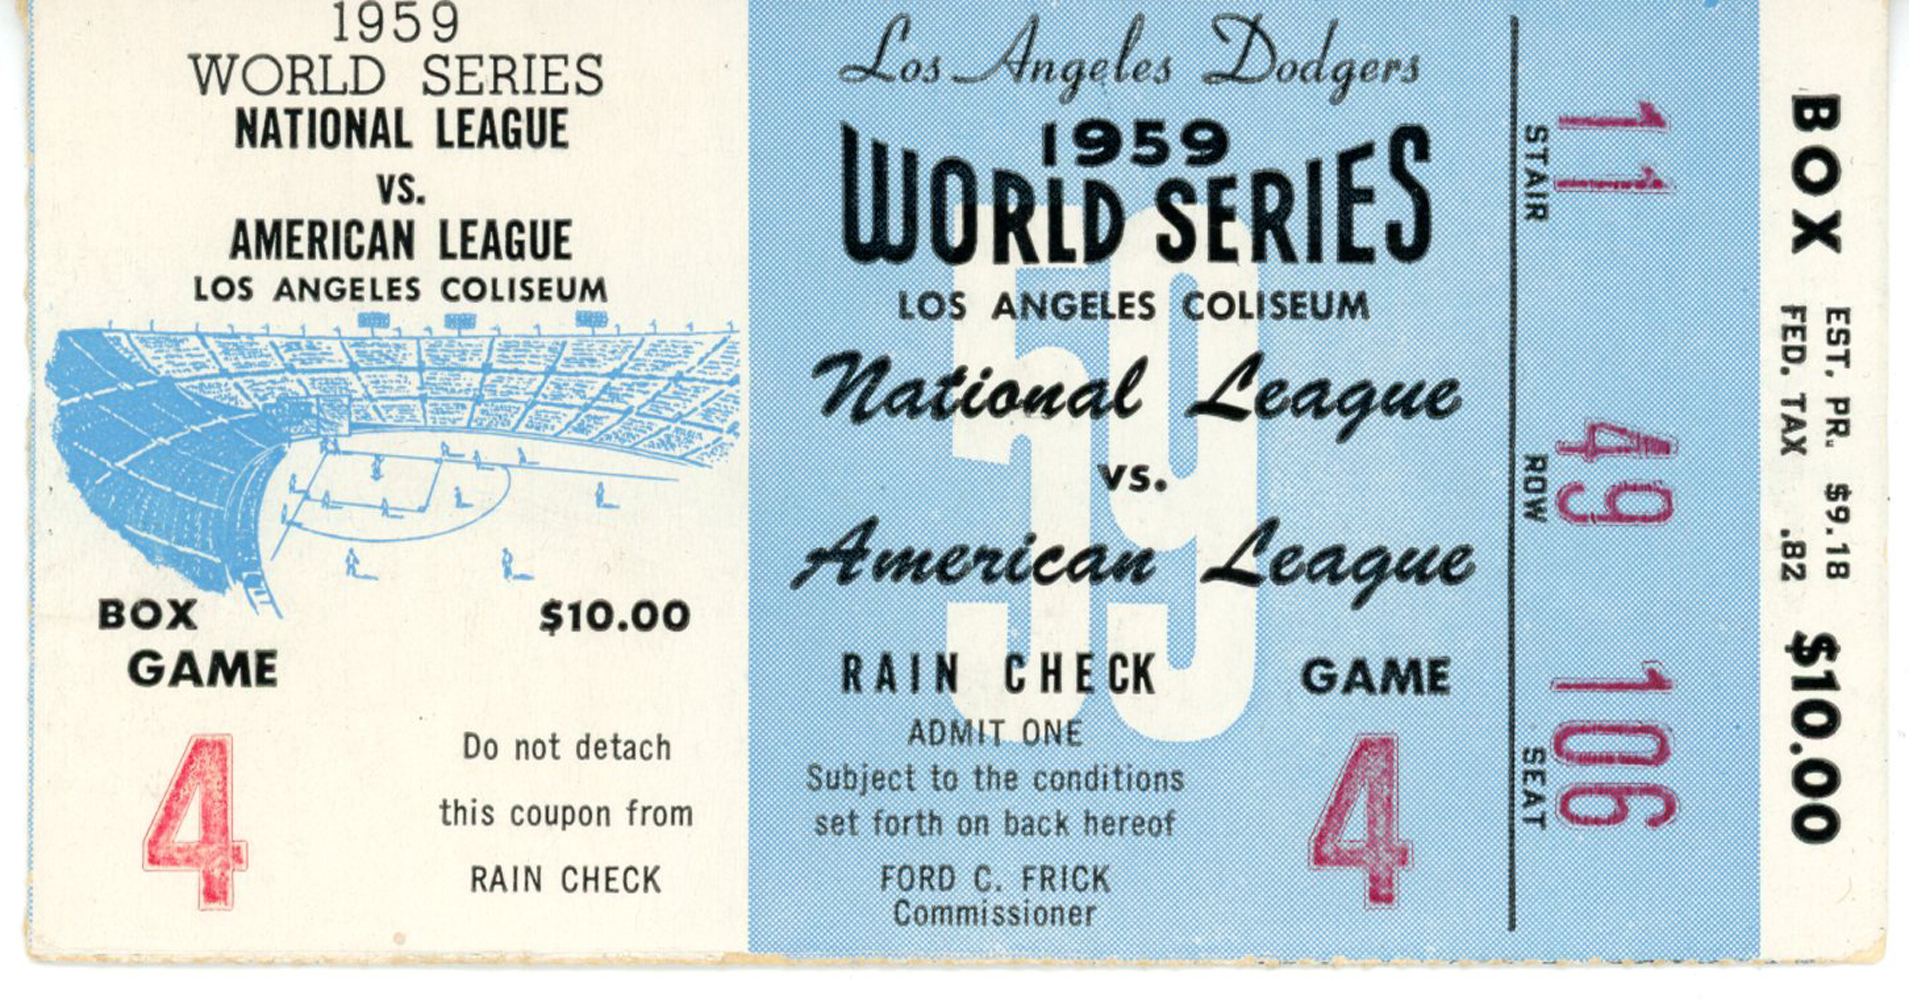 1959
WORLD SERIES
NATIONAL LEAGUE
VS.
AMERICAN LEAGUE
LOS ANGELES COLISEUM
BOX $10.00
GAME
4
Do not detach
this coupon from
RAIN CHECK
Los Angeles Dodgers
1959
WORLD SERIES
59
LOS ANGELES COLISEUM
National League
vs.
American League
RAIN CHECK
ADMIT ONE
Subject to the conditions
set forth on back hereof
FORD C. FRICK
Commissioner
GAME
4
STAIR 11
ROW 49
SEAT 106
BOX
EST. PR. $9.18
FED. TAX .82
$10.00